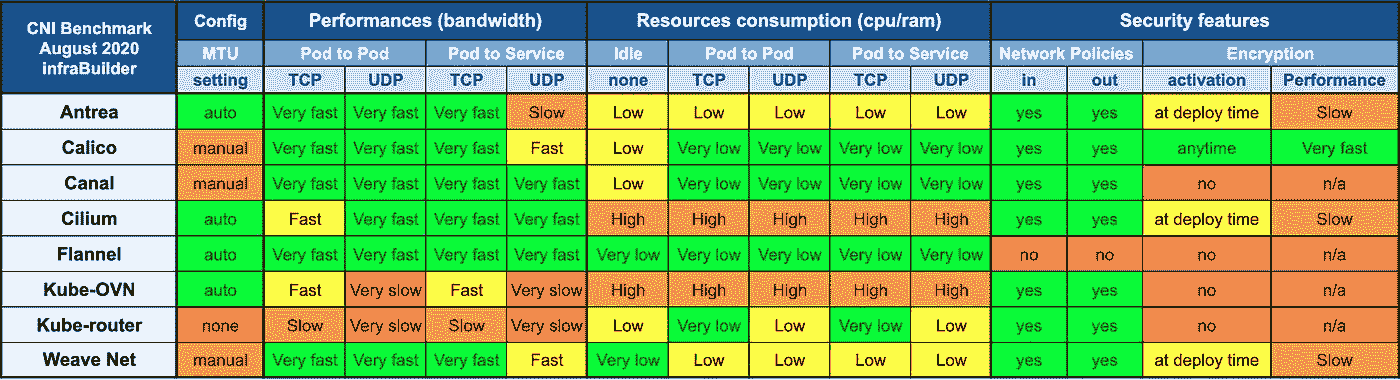 CNI Benchmark August 2020 infraBuilder Config Performances (bandwidth) Resources consumption (cpu/ram) Security features
MTU Pod to Pod Pod to Service Idle Pod to Pod Pod to Service Network Policies Encryption
setting TCP UDP TCP UDP none TCP UDP TCP UDP in out activation Performance
Antrea auto Very fast Very fast Very fast Slow Low Low Low Low Low yes yes at deploy time Slow
Calico manual Very fast Very fast Very fast Fast Low Very low Very low Very low Very low yes yes anytime Very fast
Canal manual Very fast Very fast Very fast Very fast Low Very low Very low Very low Very low yes yes no n/a
Cilium auto Fast Very fast Very fast Very fast High High High High High yes yes at deploy time Slow
Flannel auto Very fast Very fast Very fast Very fast Very low Very low Very low Very low Very low no no no n/a
Kube-OVN auto Fast Very slow Fast Very slow High High High High High yes yes no n/a
Kube-router none Slow Very slow Slow Very slow Low Very low Low Very low Low yes yes no n/a
Weave Net manual Very fast Very fast Very fast Fast Very low Low Low Low Low yes yes at deploy time Slow